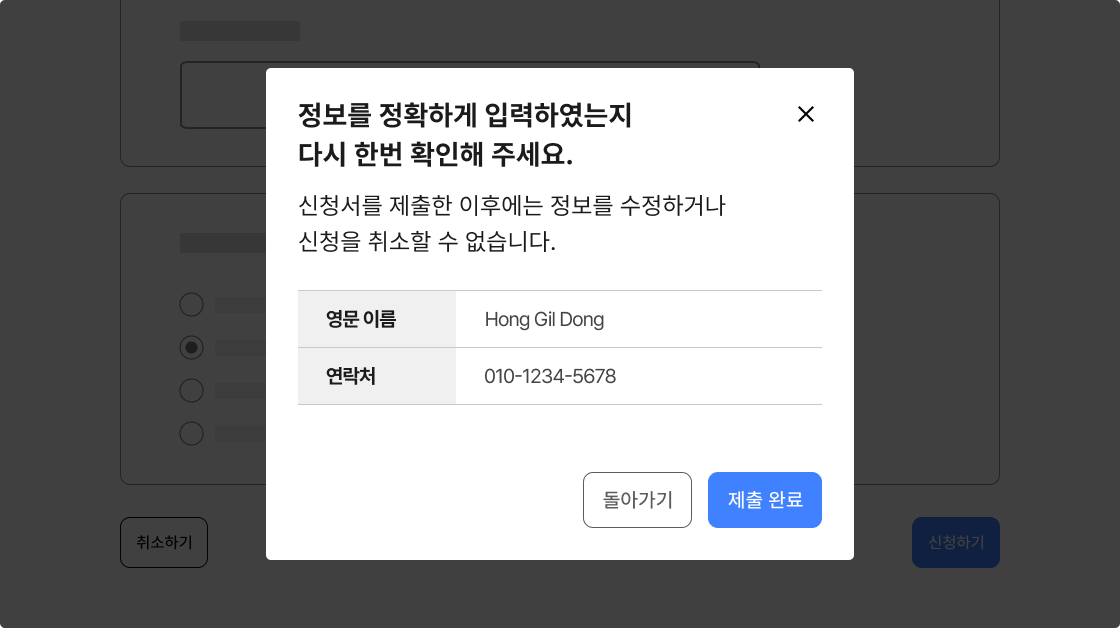 정보를 정확하게 입력하였는지
다시 한번 확인해 주세요.
신청서를 제출한 이후에는 정보를 수정하거나
신청을 취소할 수 없습니다.
영문 이름 Hong Gil Dong
연락처 010-1234-5678
돌아가기 제출 완료
취소하기 신청하기